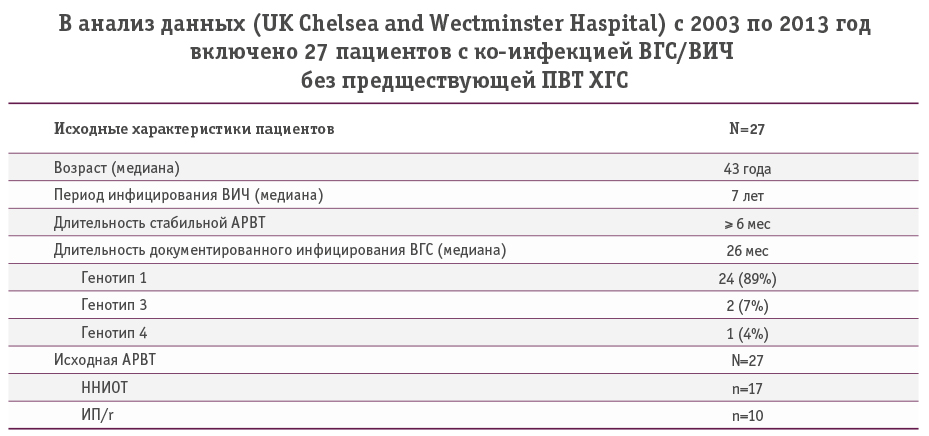 В анализ данных (UK Chelsea and Wectminster Haspital) с 2003 по 2013 год
включено 27 пациентов с ко-инфекцией ВГС/ВИЧ
без предществующей ПВТ ХГС
Исходные характеристики пациентов N=27
Возраст (медиана) 43 года
Период инфицирования ВИЧ (медиана) 7 лет
Длительность стабильной АРВТ ⩾ 6 мес
Длительность документированного инфицирования ВГС (медиана) 26 мес
Генотип 1 24 (89%)
Генотип 3 2 (7%)
Генотип 4 1 (4%)
Исходная АРВТ N=27
ННИОТ n=17
ИП/r n=10